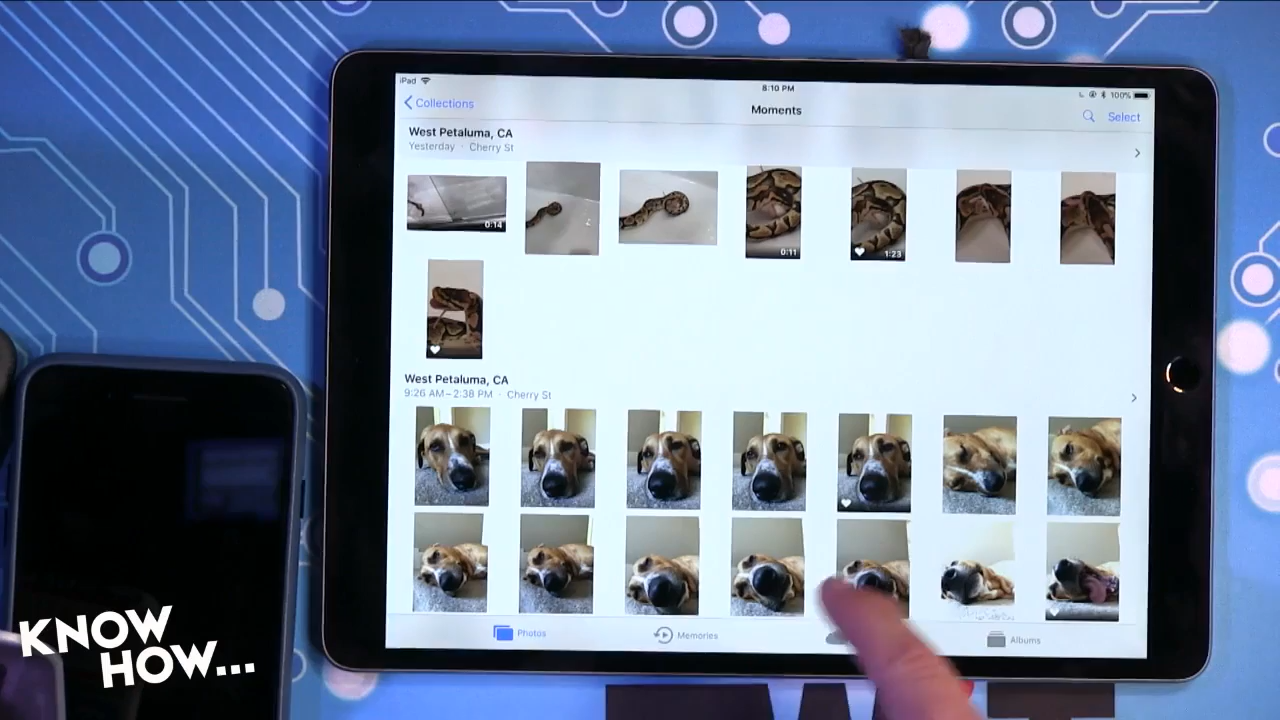 iPad
8:10 PM
100%
Collections
Moments
Select
West Petaluma, CA
Yesterday · Cherry St
0:14
0:11
1:23
West Petaluma, CA
9:26 AM–2:38 PM · Cherry St
Photos
Memories
Albums
KNOW
HOW...